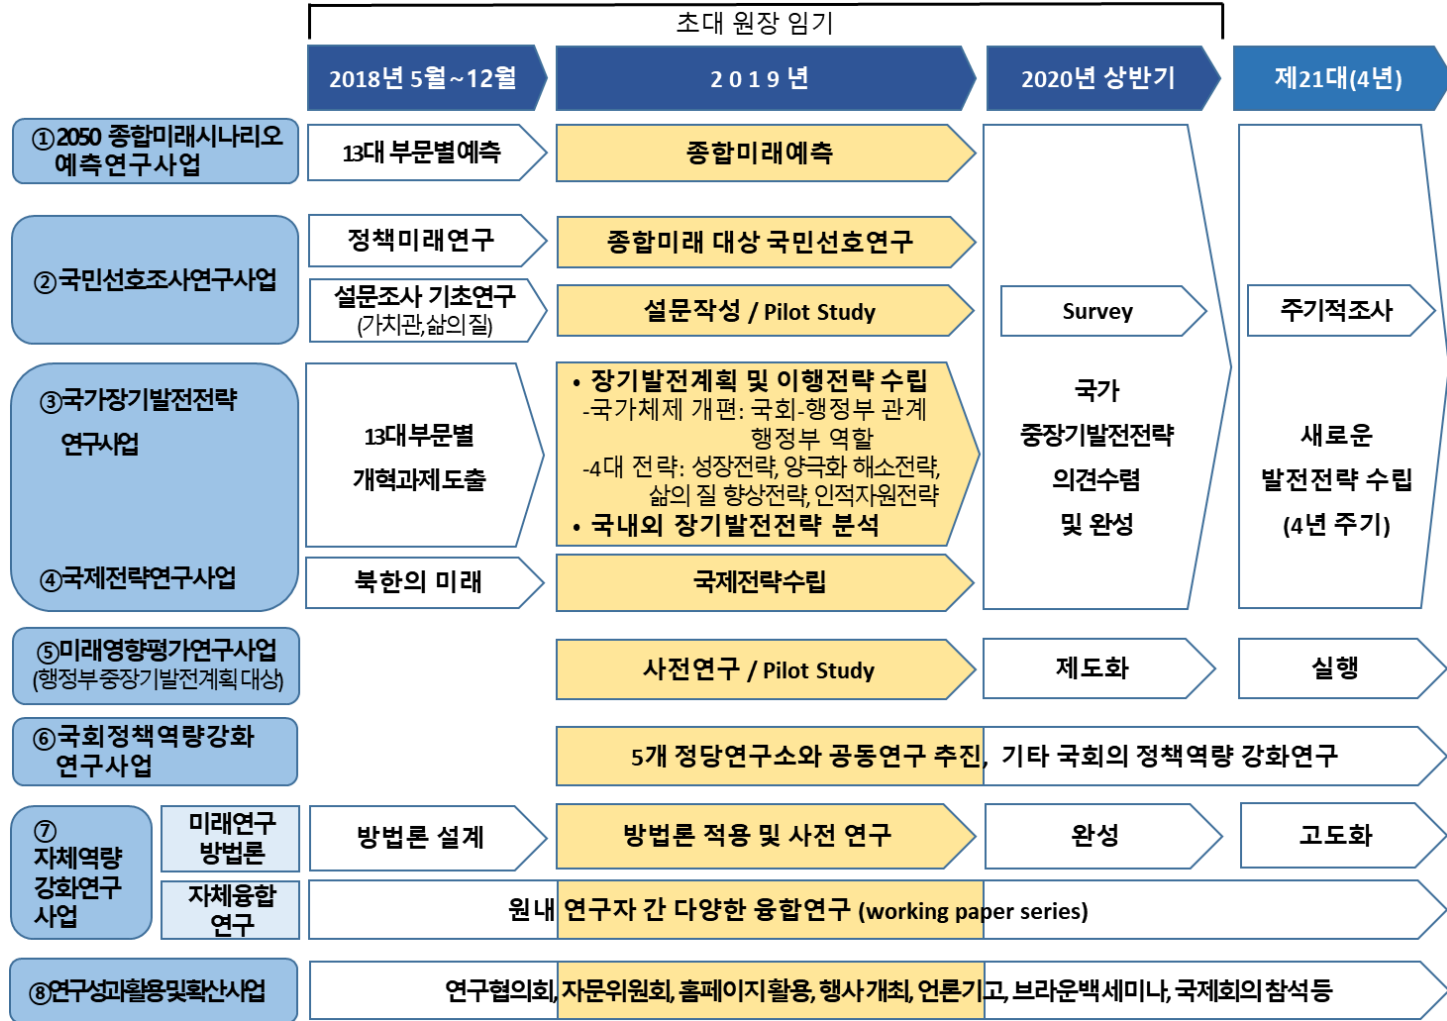 초대 원장 임기
2018년 5월~12월
2 0 1 9 년
2020년 상반기
제21대(4년)
①2050 종합미래시나리오
예측연구사업
13대 부문별예측
종합미래예측
②국민선호조사연구사업
정책미래연구
종합미래 대상 국민선호연구
설문조사 기초연구
(가치관,삶의 질)
설문작성 / Pilot Study
Survey
주기적조사
③국가장기발전전략
연구사업
13대부문별
개혁과제도출
• 장기발전계획 및 이행전략 수립
-국가체제 개편: 국회-행정부 관계
행정부 역할
-4대 전략: 성장전략, 양극화 해소전략,
삶의 질 향상전략, 인적자원전략
• 국내외 장기발전전략 분석
국가
중장기발전전략
의견수렴
및 완성
새로운
발전전략 수립
(4년 주기)
④국제전략연구사업
북한의 미래
국제전략수립
⑤미래영향평가연구사업
(행정부중장기발전계획대상)
사전연구 / Pilot Study
제도화
실행
⑥국회정책역량강화
연구사업
5개 정당연구소와 공동연구 추진, 기타 국회의 정책역량 강화연구
⑦
자체역량
강화연구
사업
미래연구
방법론
방법론 설계
방법론 적용 및 사전 연구
완성
고도화
자체융합
연구
원내 연구자 간 다양한 융합연구 (working paper series)
⑧연구성과활용및확산사업
연구협의회, 자문위원회, 홈페이지활용, 행사개최, 언론기고, 브라운백세미나, 국제회의 참석 등